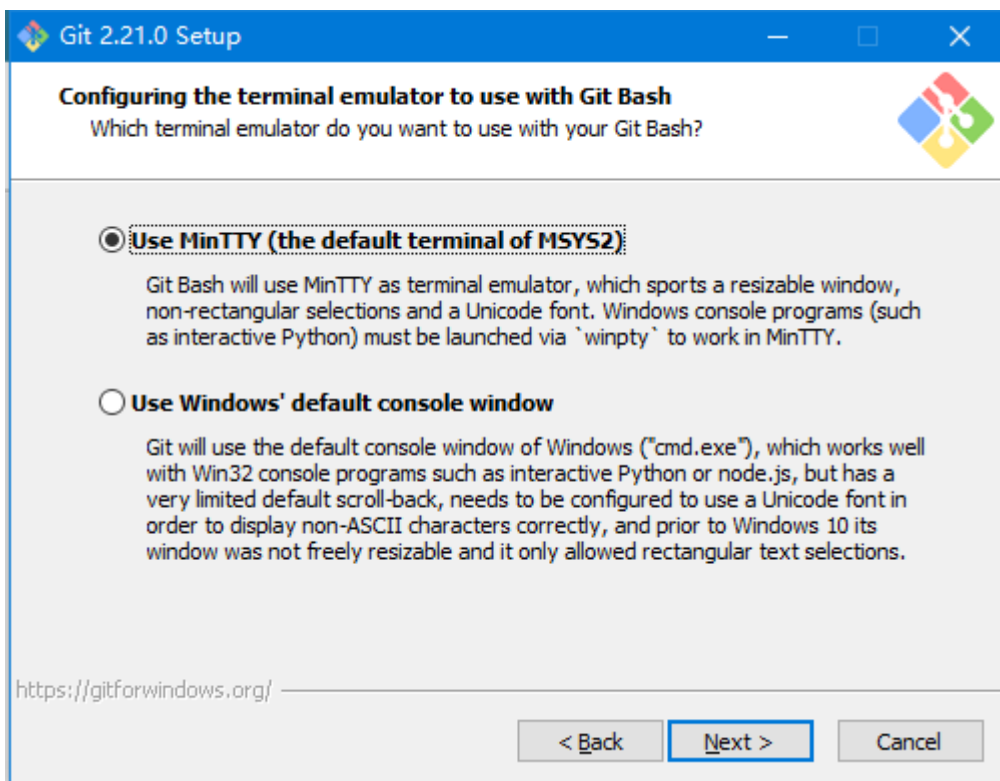 Git 2.21.0 Setup
Configuring the terminal emulator to use with Git Bash
Which terminal emulator do you want to use with your Git Bash?
Use MinTTY (the default terminal of MSYS2)
Git Bash will use MinTTY as terminal emulator, which sports a resizable window,
non-rectangular selections and a Unicode font. Windows console programs (such
as interactive Python) must be launched via `winpty` to work in MinTTY.
Use Windows' default console window
Git will use the default console window of Windows ("cmd.exe"), which works well
with Win32 console programs such as interactive Python or node.js, but has a
very limited default scroll-back, needs to be configured to use a Unicode font in
order to display non-ASCII characters correctly, and prior to Windows 10 its
window was not freely resizable and it only allowed rectangular text selections.
https://gitforwindows.org/
< Back
Next >
Cancel